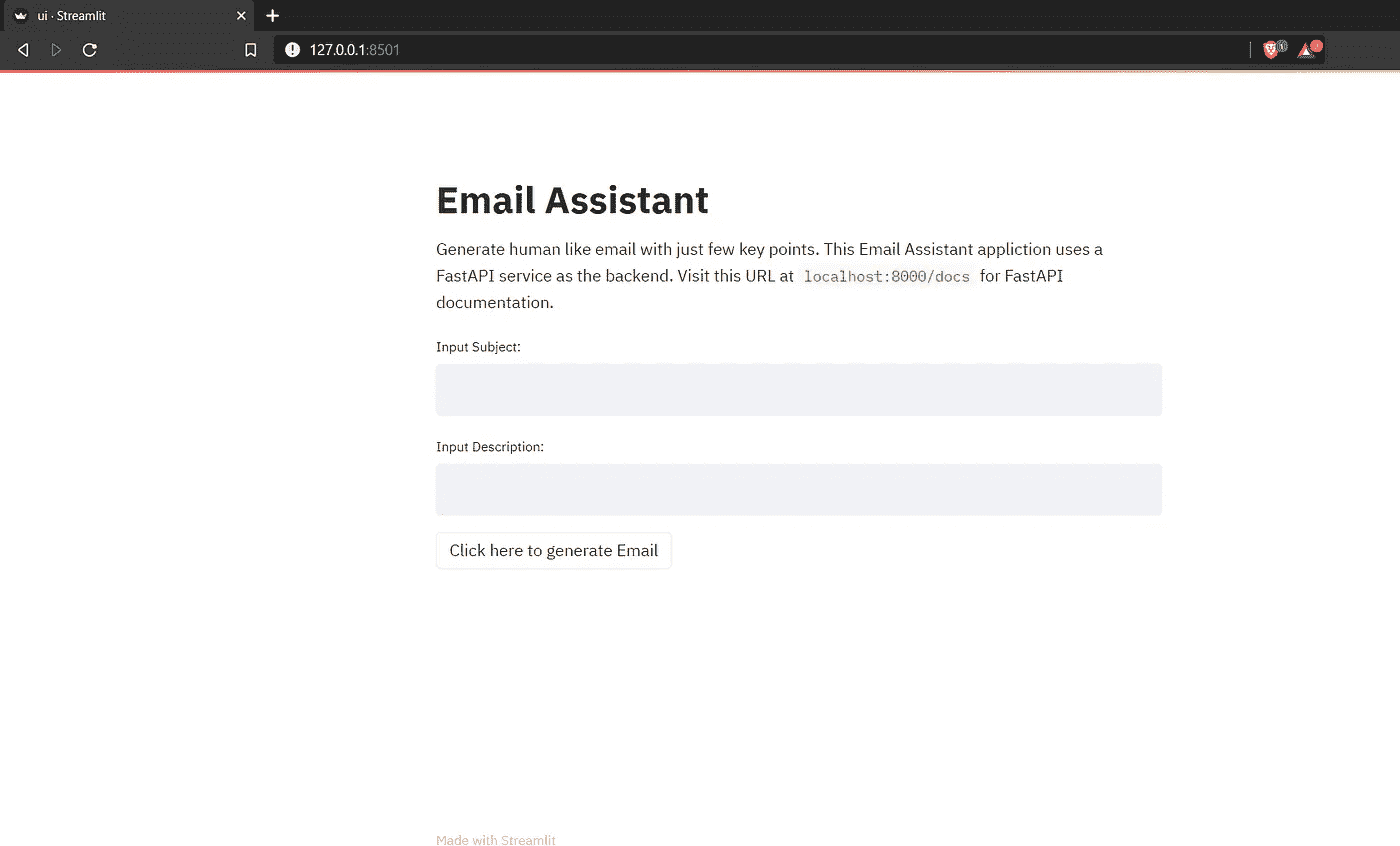 ui · Streamlit
127.0.0.1:8501
Email Assistant
Generate human like email with just few key points. This Email Assistant appliction uses a
FastAPI service as the backend. Visit this URL at localhost:8000/docs for FastAPI
documentation.
Input Subject:
Input Description:
Click here to generate Email
Made with Streamlit